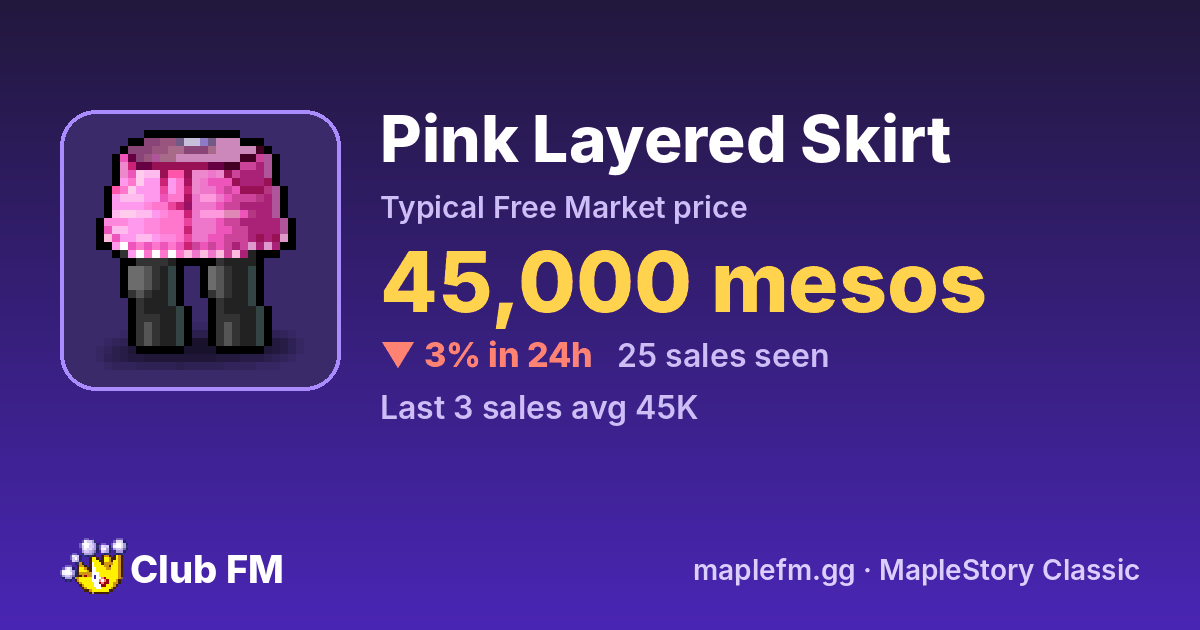 Pink Layered Skirt
Typical Free Market price
45,000 mesos
▼ 3% in 24h 25 sales seen
Last 3 sales avg 45K
Club FM
maplefm.gg · MapleStory Classic